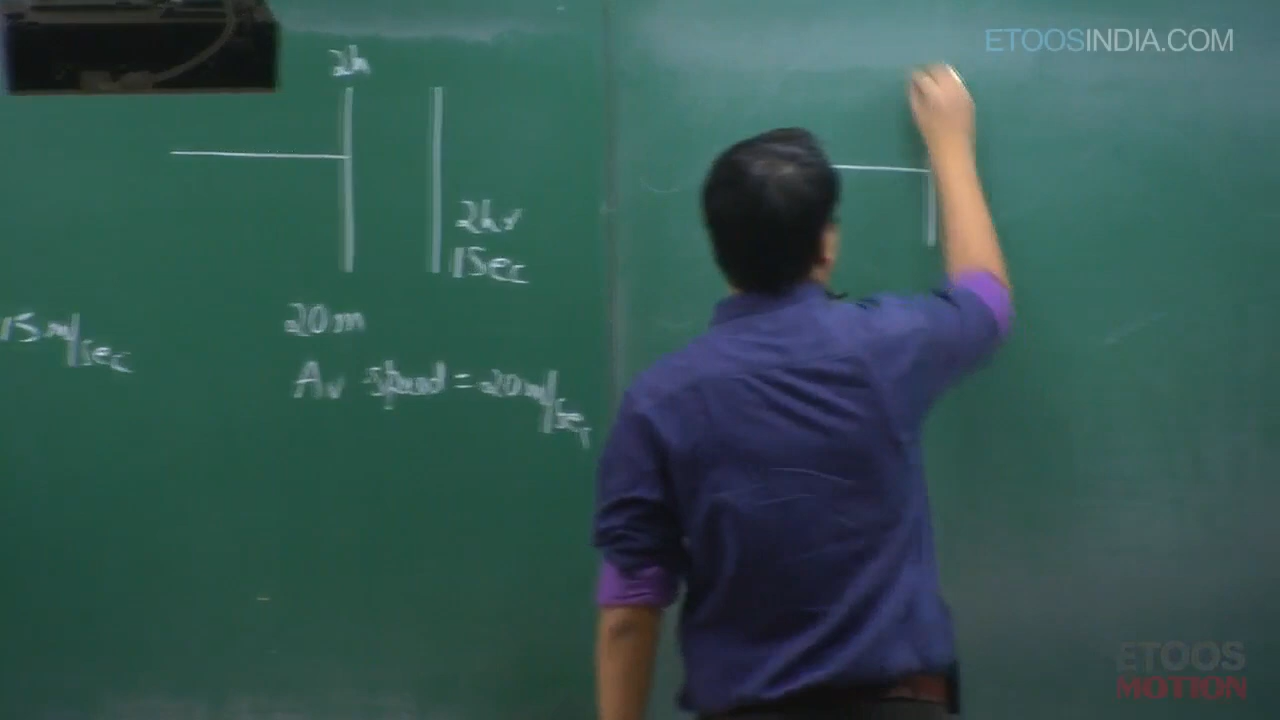 ETOOSINDIA.COM
2h
2hr
1Sec
15m/sec
20m
Av speed = 20m/sec
ETOOS
MOTION